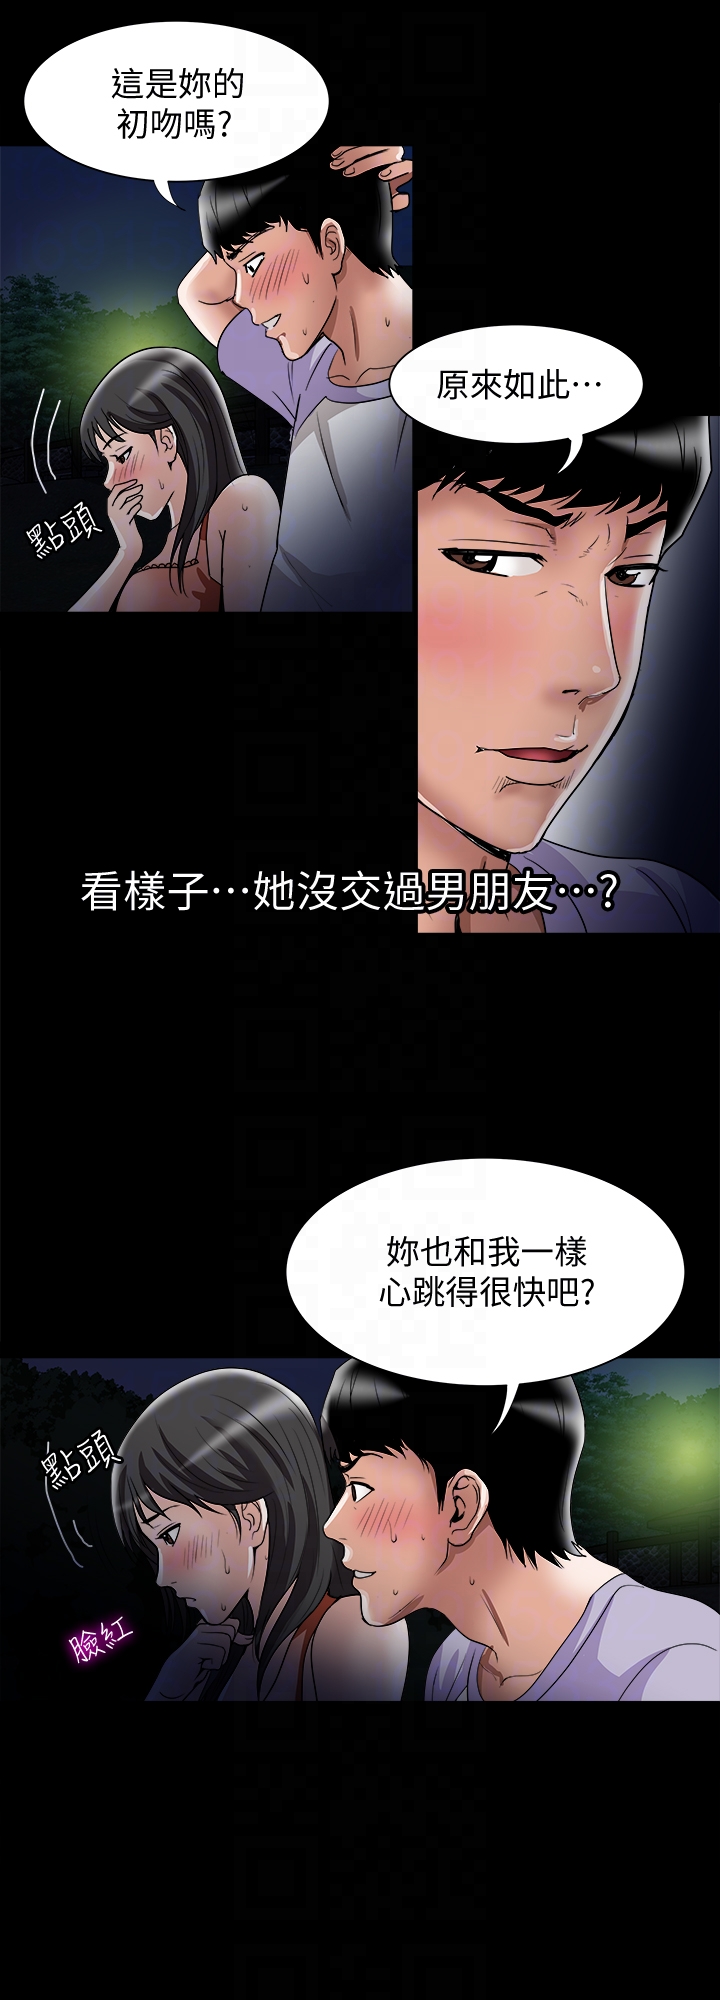 這是妳的
初吻嗎?
原來如此…
點頭
看樣子…她沒交過男朋友…?
妳也和我一樣
心跳得很快吧?
點頭
臉紅